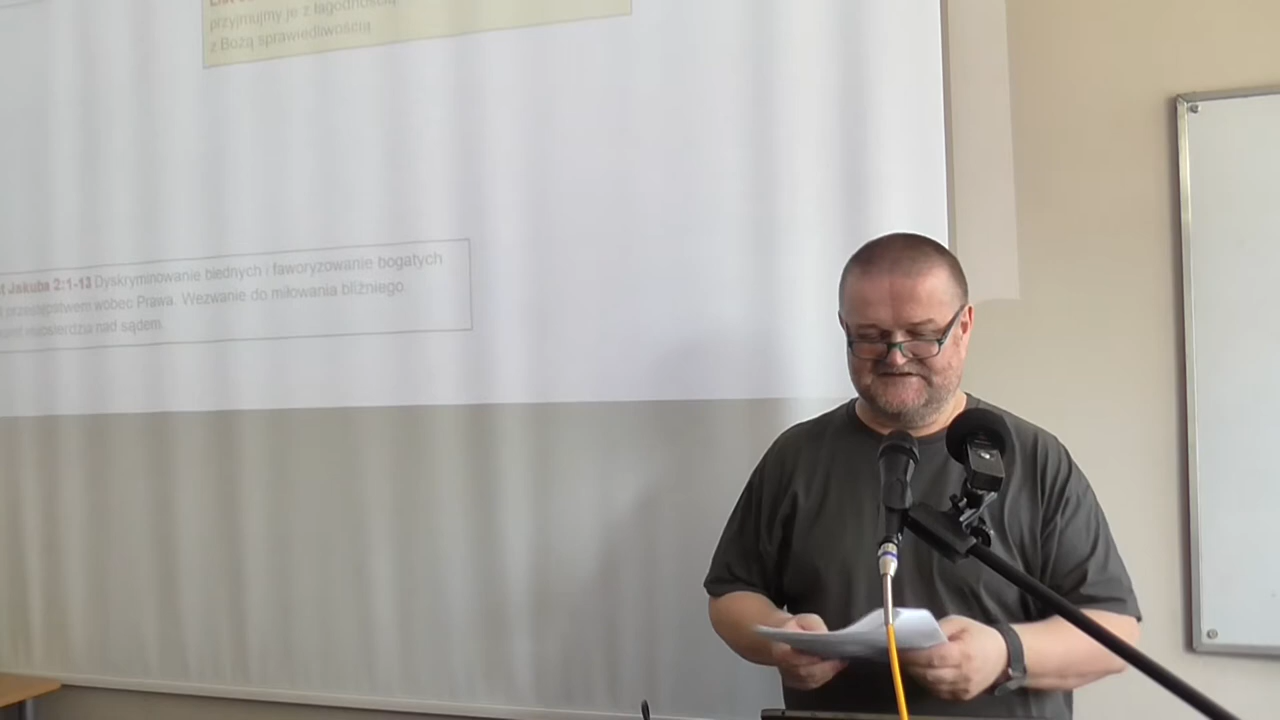 przyjmujmy je z łagodnością
z Bożą sprawiedliwością
t Jakuba 2:1-13 Dyskryminowanie biednych i faworyzowanie bogatych
przestępstwem wobec Prawa. Wezwanie do miłowania bliźniego.
miłosierdzia nad sądem.